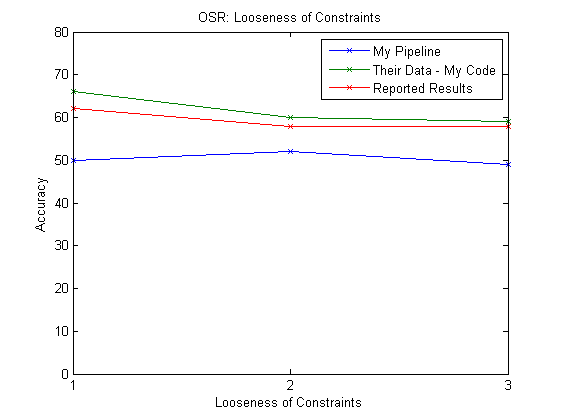 OSR: Looseness of Constraints
My Pipeline
Their Data - My Code
Reported Results
80
70
60
50
40
30
20
10
0
Accuracy
1
2
3
Looseness of Constraints